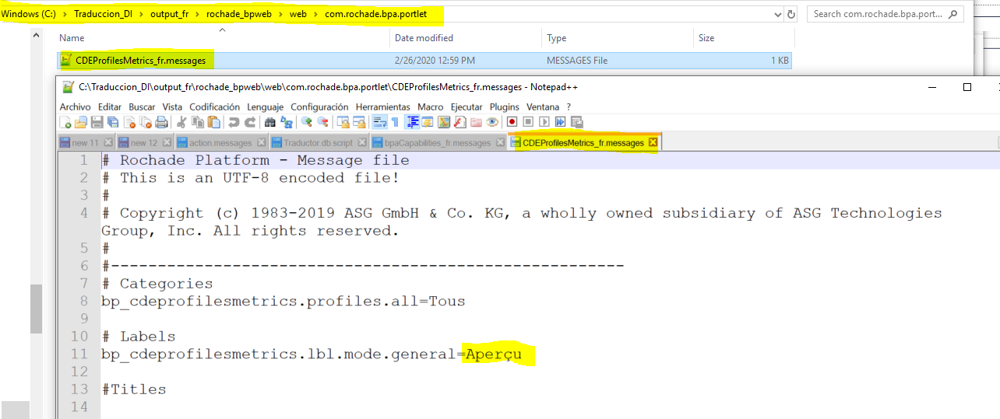 Windows (C:) > Traduccion_DI > output_fr > rochade_bpweb > web > com.rochade.bpa.portlet
Search com.rochade.bpa.port...
Name Date modified Type Size
CDEProfilesMetrics_fr.messages 2/26/2020 12:59 PM MESSAGES File 1 KB
C:\Traduccion_DI\output_fr\rochade_bpweb\web\com.rochade.bpa.portlet\CDEProfilesMetrics_fr.messages - Notepad++
Archivo Editar Buscar Vista Codificación Lenguaje Configuración Herramientas Macro Ejecutar Plugins Ventana ?
new 11 new 12 action.messages Traductor.db.script bpaCapabilities_fr.messages CDEProfilesMetrics_fr.messages
1 # Rochade Platform - Message file
2 # This is an UTF-8 encoded file!
3 #
4 # Copyright (c) 1983-2019 ASG GmbH & Co. KG, a wholly owned subsidiary of ASG Technologies
Group, Inc. All rights reserved.
5 #
6 #-------------------------------------------------------
7 # Categories
8 bp_cdeprofilesmetrics.profiles.all=Tous
9
10 # Labels
11 bp_cdeprofilesmetrics.lbl.mode.general=Aperçu
12
13 #Titles
14